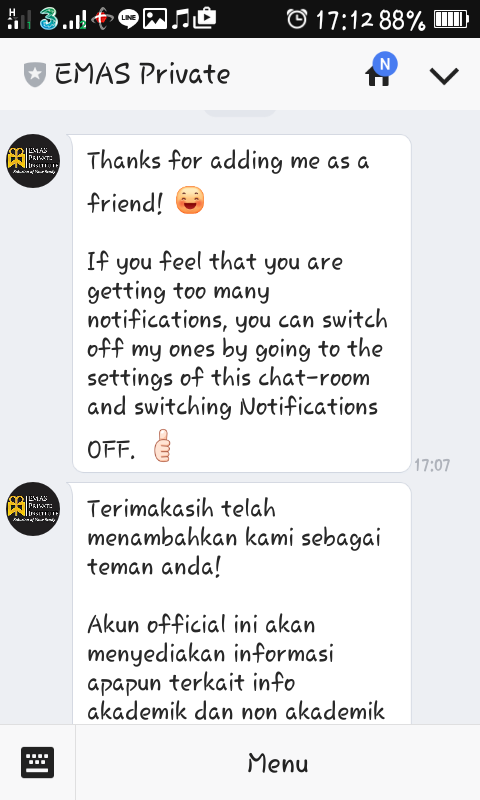 H 3 LINE 17:12 88%
EMAS Private N
EMAS
PRIVATE
INSTITUTE
Thanks for adding me as a
friend!
If you feel that you are
getting too many
notifications, you can switch
off my ones by going to the
settings of this chat-room
and switching Notifications
OFF.
17:07
EMAS
PRIVATE
INSTITUTE
Terimakasih telah
menambahkan kami sebagai
teman anda!
Akun official ini akan
menyediakan informasi
apapun terkait info
akademik dan non akademik
Menu